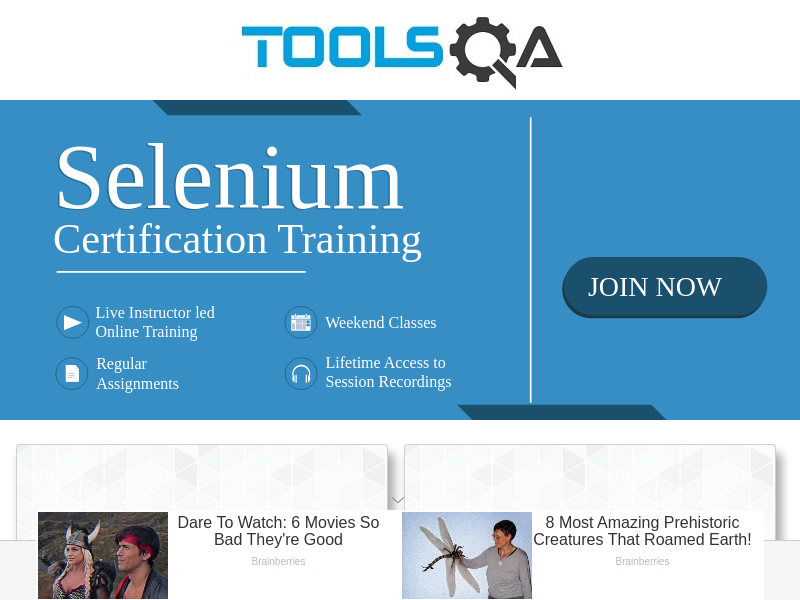 TOOLSQA
Selenium
Certification Training
JOIN NOW
Live Instructor led
Online Training
Weekend Classes
Regular
Assignments
Lifetime Access to
Session Recordings
Dare To Watch: 6 Movies So
Bad They're Good
Brainberries
8 Most Amazing Prehistoric
Creatures That Roamed Earth!
Brainberries